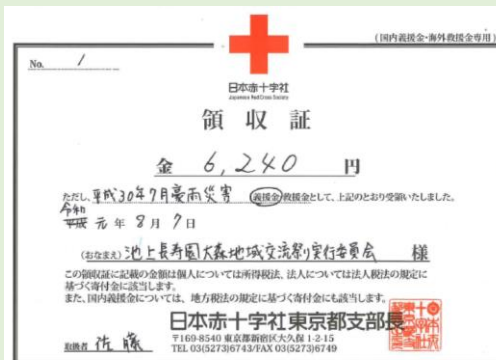 (国内義援金・海外救援金専用)
No. 1
日本赤十字社
Japanese Red Cross Society
領収証
金 6,240 円
ただし、平成30年7月豪雨災害 義援金/救援金として、上記のとおり受領いたしました。
令和
平成 元年 8月 7日
(おなまえ) 池上長寿園大森地域交流祭り実行委員会 様
この領収証に記載の金額は個人については所得税法、法人については法人税法の規定に
基づく寄付金に該当します。
また、国内義援金については、地方税法の規定に基づく寄付金にも該当します。
日本赤十字社東京都支部長
取扱者 佐藤
〒169-8540 東京都新宿区大久保 1-2-15
TEL 03(5273)6743/FAX 03(5273)6749